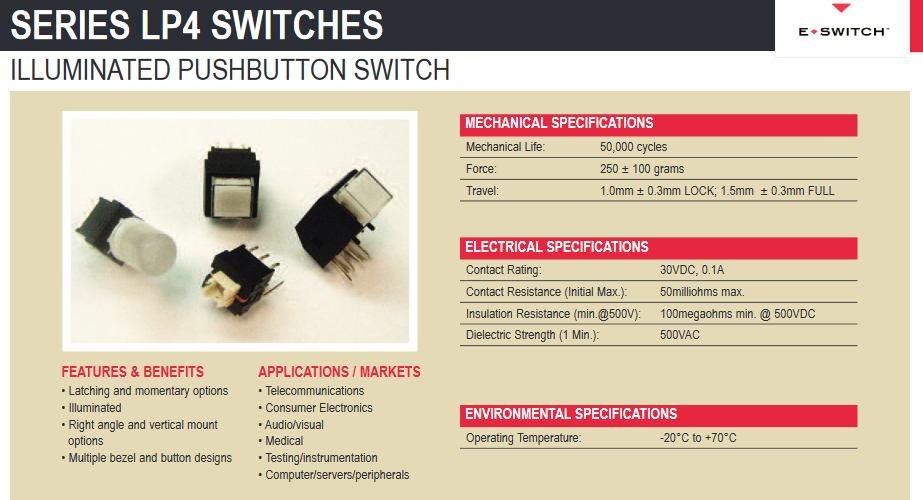 SERIES LP4 SWITCHES
E SWITCH™
ILLUMINATED PUSHBUTTON SWITCH
FEATURES & BENEFITS
• Latching and momentary options
• Illuminated
• Right angle and vertical mount
options
• Multiple bezel and button designs
APPLICATIONS / MARKETS
• Telecommunications
• Consumer Electronics
• Audio/visual
• Medical
• Testing/instrumentation
• Computer/servers/peripherals
MECHANICAL SPECIFICATIONS
Mechanical Life: 50,000 cycles
Force: 250 ± 100 grams
Travel: 1.0mm ± 0.3mm LOCK; 1.5mm ± 0.3mm FULL
ELECTRICAL SPECIFICATIONS
Contact Rating: 30VDC, 0.1A
Contact Resistance (Initial Max.): 50milliohms max.
Insulation Resistance (min.@500V): 100megaohms min. @ 500VDC
Dielectric Strength (1 Min.): 500VAC
ENVIRONMENTAL SPECIFICATIONS
Operating Temperature: -20°C to +70°C